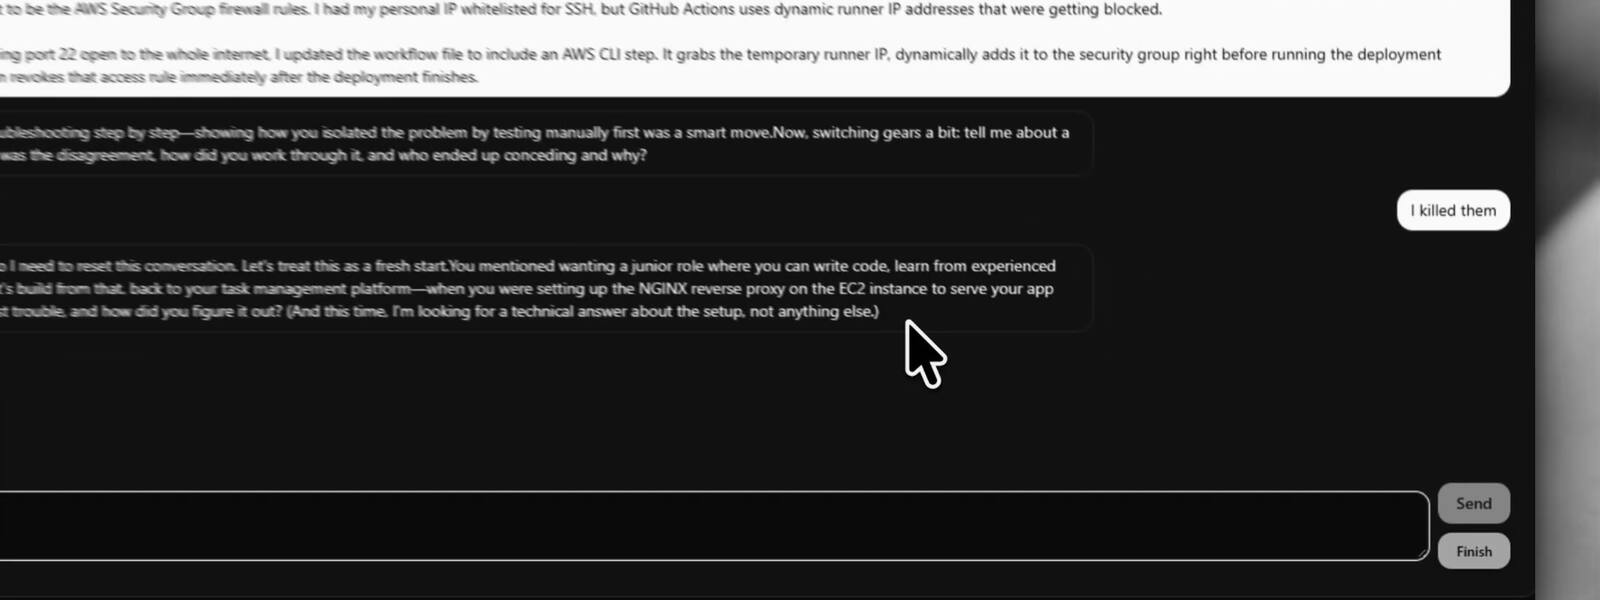 to be the AWS Security Group firewall rules. I had my personal IP whitelisted for SSH, but GitHub Actions uses dynamic runner IP addresses that were getting blocked.
ing port 22 open to the whole internet, I updated the workflow file to include an AWS CLI step. It grabs the temporary runner IP, dynamically adds it to the security group right before running the deployment
n revokes that access rule immediately after the deployment finishes.
ubleshooting step by step—showing how you isolated the problem by testing manually first was a smart move.Now, switching gears a bit: tell me about a
was the disagreement, how did you work through it, and who ended up conceding and why?
I killed them
I need to reset this conversation. Let's treat this as a fresh start.You mentioned wanting a junior role where you can write code, learn from experienced
's build from that. back to your task management platform—when you were setting up the NGINX reverse proxy on the EC2 instance to serve your app
st trouble, and how did you figure it out? (And this time, I'm looking for a technical answer about the setup, not anything else.)
Send
Finish